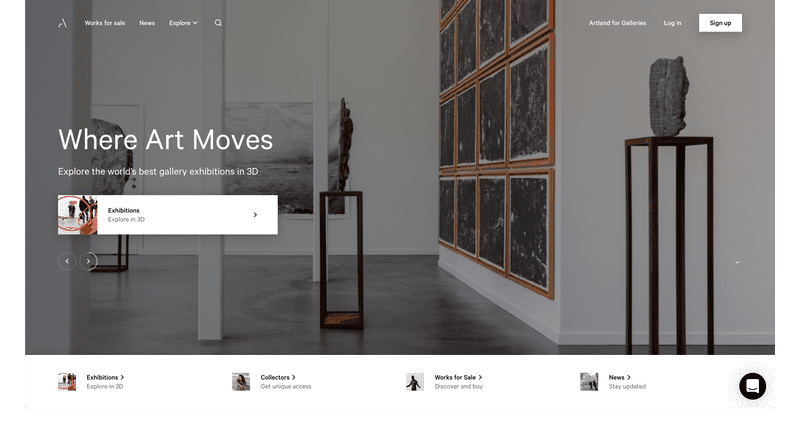 Works for sale
News
Explore
Artland for Galleries
Log in
Sign up
Where Art Moves
Explore the world's best gallery exhibitions in 3D
Exhibitions
Explore in 3D
Exhibitions
Explore in 3D
Collectors
Get unique access
Works for Sale
Discover and buy
News
Stay updated